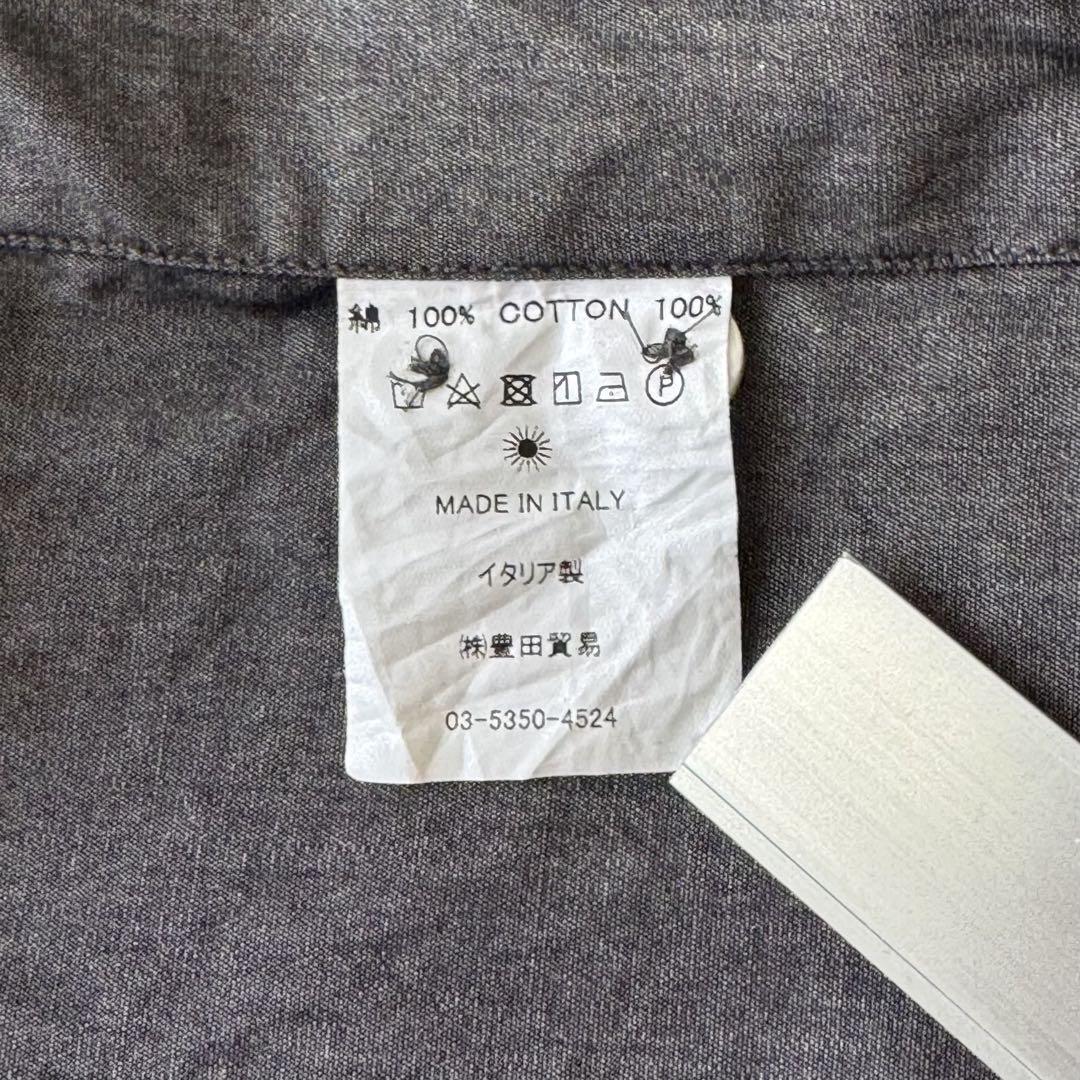 綿 100% COTTON 100%
P
MADE IN ITALY
イタリア製
㈱豊田貿易
03-5350-4524